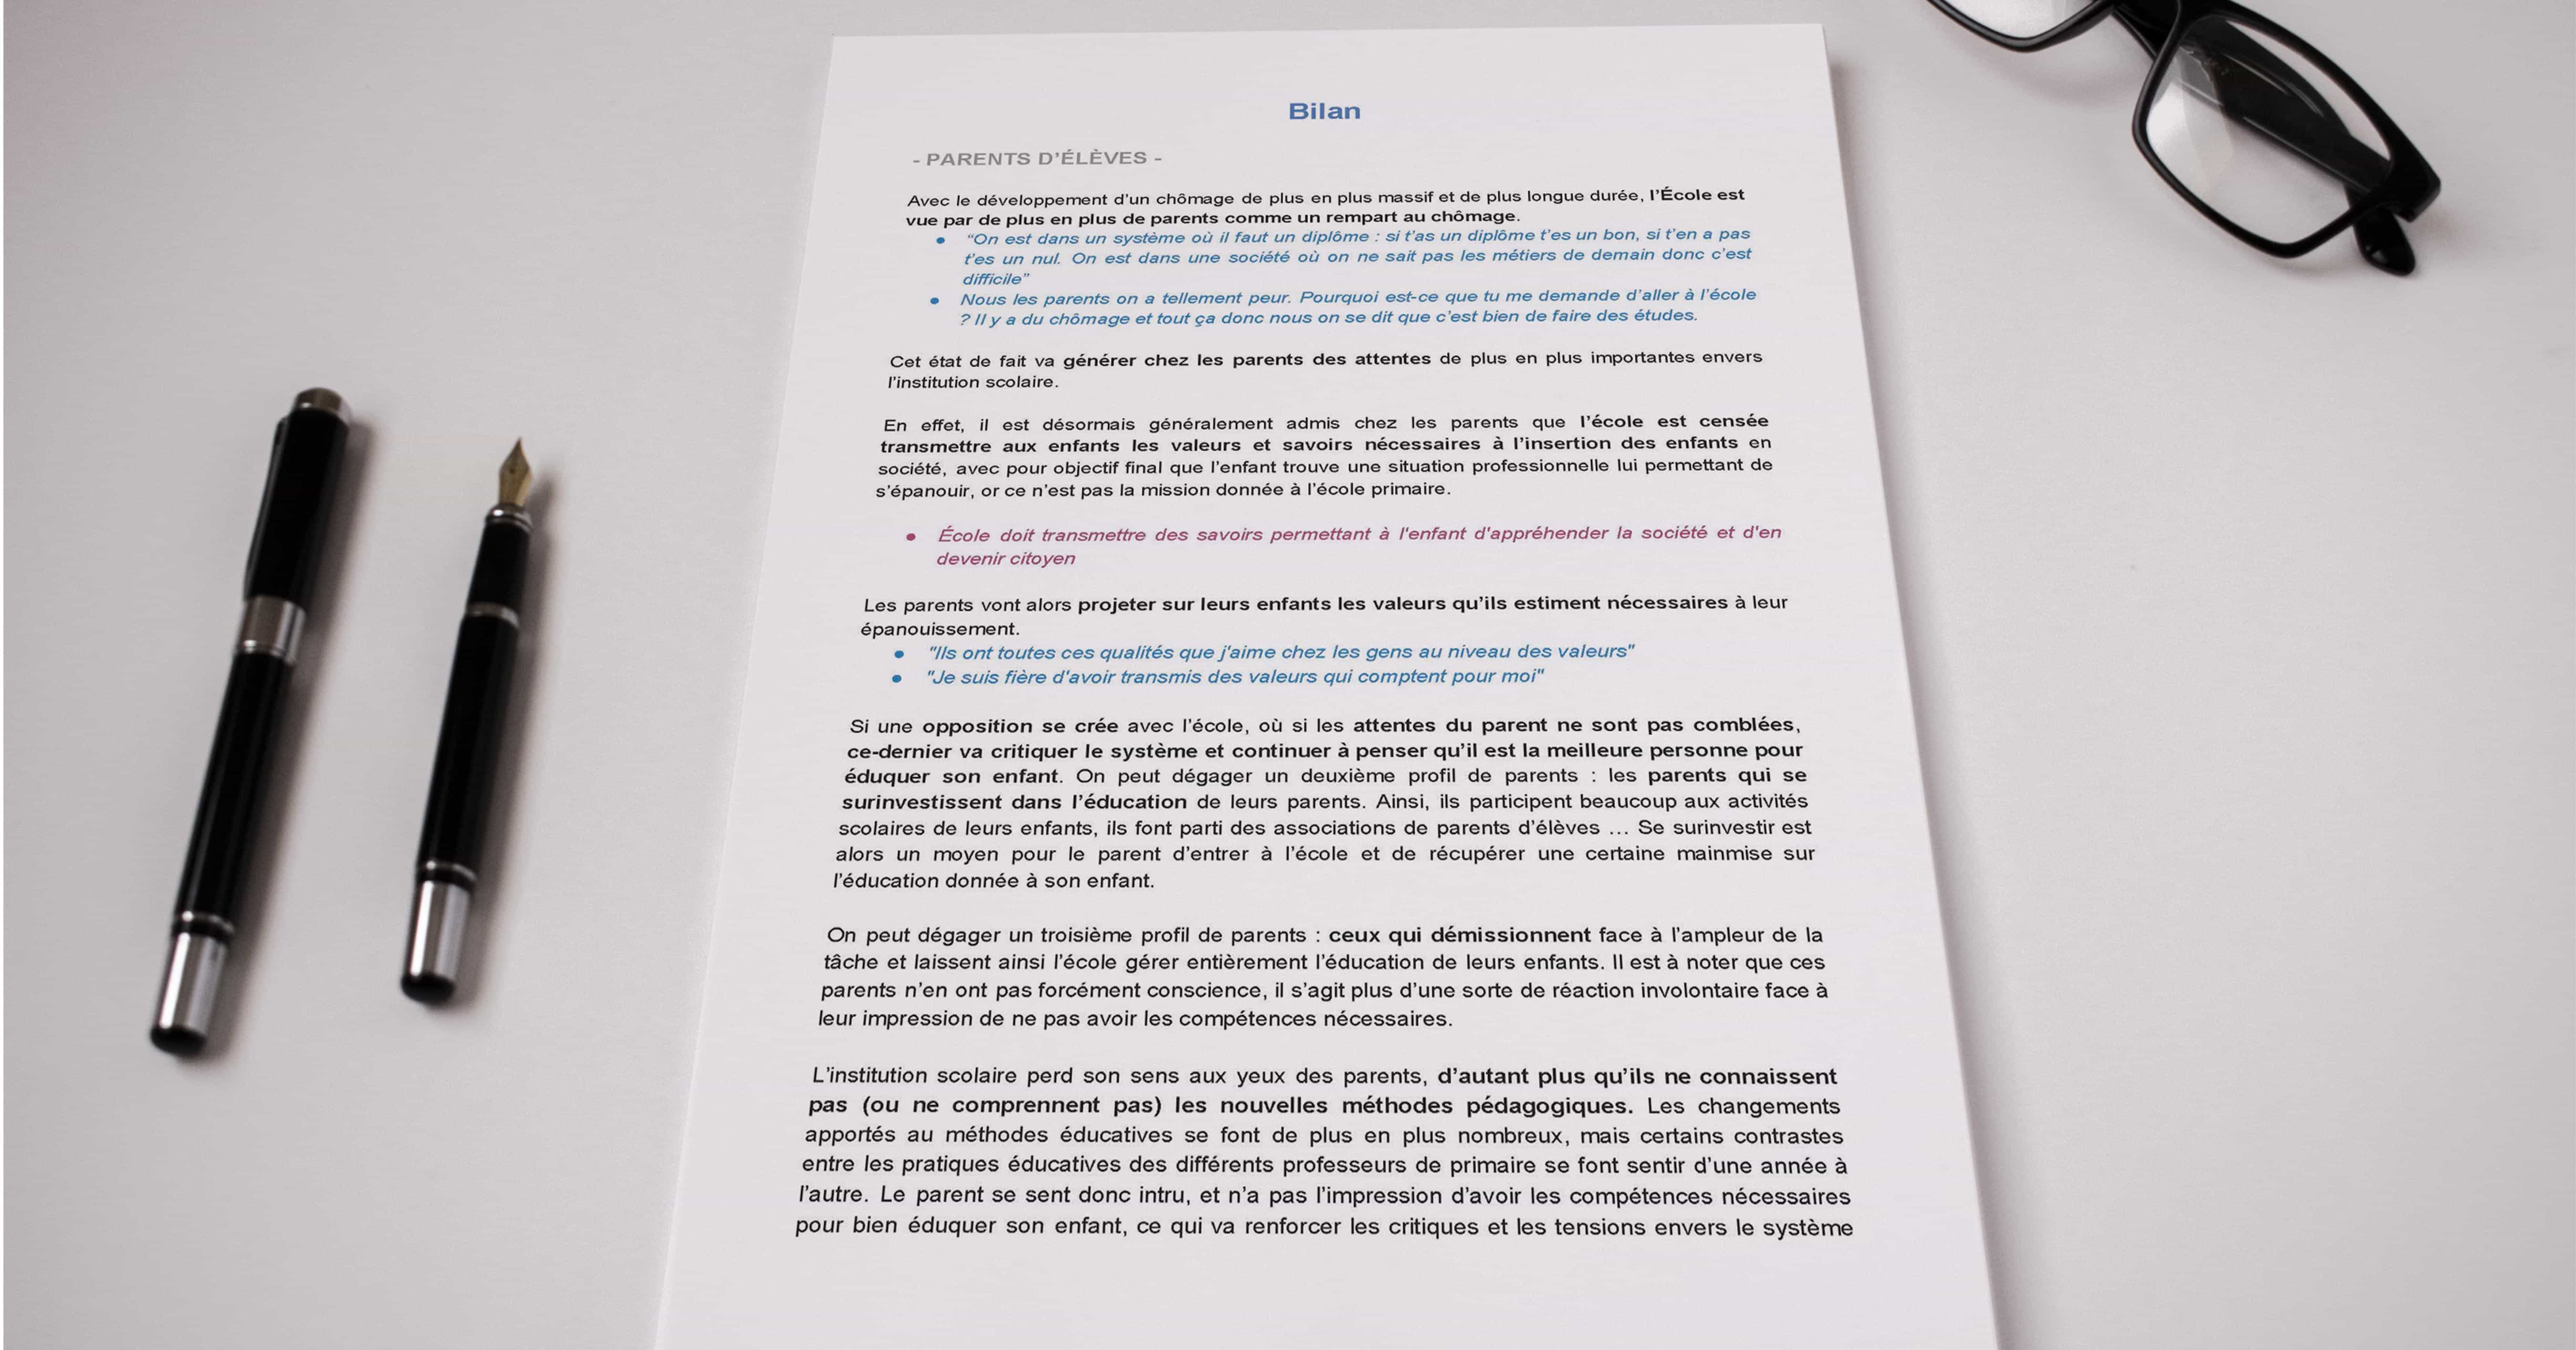 Bilan
- PARENTS D’ÉLÈVES -
Avec le développement d’un chômage de plus en plus massif et de plus longue durée, l’École est
vue par de plus en plus de parents comme un rempart au chômage.
● “On est dans un système où il faut un diplôme : si t’as un diplôme t’es un bon, si t’en a pas
t’es un nul. On est dans une société où on ne sait pas les métiers de demain donc c’est
difficile”
● Nous les parents on a tellement peur. Pourquoi est-ce que tu me demande d’aller à l’école
? Il y a du chômage et tout ça donc nous on se dit que c’est bien de faire des études.
Cet état de fait va générer chez les parents des attentes de plus en plus importantes envers
l’institution scolaire.
En effet, il est désormais généralement admis chez les parents que l’école est censée
transmettre aux enfants les valeurs et savoirs nécessaires à l’insertion des enfants en
société, avec pour objectif final que l’enfant trouve une situation professionnelle lui permettant de
s’épanouir, or ce n’est pas la mission donnée à l’école primaire.
● École doit transmettre des savoirs permettant à l'enfant d'appréhender la société et d'en
devenir citoyen
Les parents vont alors projeter sur leurs enfants les valeurs qu’ils estiment nécessaires à leur
épanouissement.
● "Ils ont toutes ces qualités que j'aime chez les gens au niveau des valeurs"
● "Je suis fière d'avoir transmis des valeurs qui comptent pour moi"
Si une opposition se crée avec l’école, où si les attentes du parent ne sont pas comblées,
ce-dernier va critiquer le système et continuer à penser qu’il est la meilleure personne pour
éduquer son enfant. On peut dégager un deuxième profil de parents : les parents qui se
surinvestissent dans l’éducation de leurs parents. Ainsi, ils participent beaucoup aux activités
scolaires de leurs enfants, ils font parti des associations de parents d’élèves … Se surinvestir est
alors un moyen pour le parent d’entrer à l’école et de récupérer une certaine mainmise sur
l’éducation donnée à son enfant.
On peut dégager un troisième profil de parents : ceux qui démissionnent face à l’ampleur de la
tâche et laissent ainsi l’école gérer entièrement l’éducation de leurs enfants. Il est à noter que ces
parents n’en ont pas forcément conscience, il s’agit plus d’une sorte de réaction involontaire face à
leur impression de ne pas avoir les compétences nécessaires.
L’institution scolaire perd son sens aux yeux des parents, d’autant plus qu’ils ne connaissent
pas (ou ne comprennent pas) les nouvelles méthodes pédagogiques. Les changements
apportés au méthodes éducatives se font de plus en plus nombreux, mais certains contrastes
entre les pratiques éducatives des différents professeurs de primaire se font sentir d’une année à
l’autre. Le parent se sent donc intru, et n’a pas l’impression d’avoir les compétences nécessaires
pour bien éduquer son enfant, ce qui va renforcer les critiques et les tensions envers le système